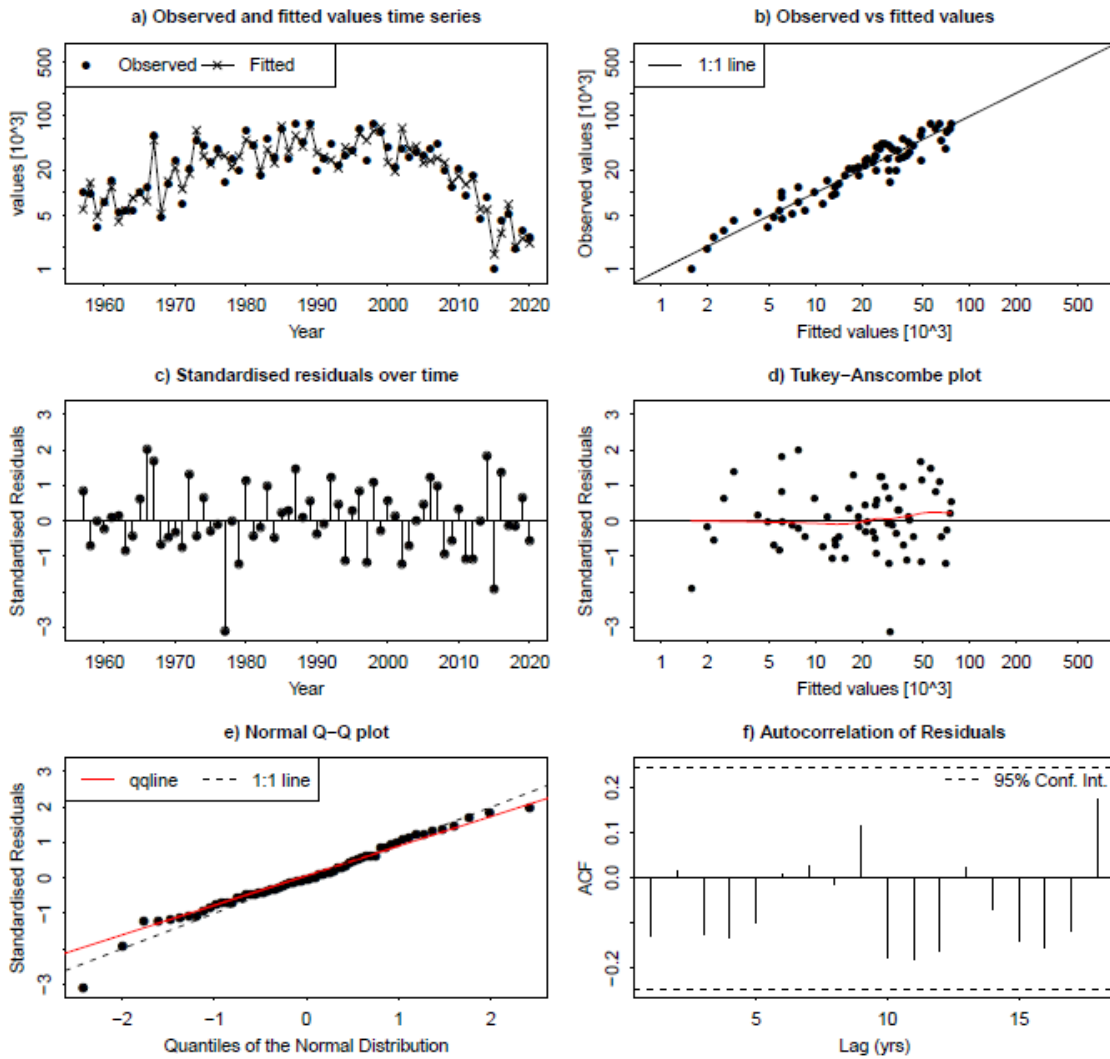 a) Observed and fitted values time series
values [10^3]
500
100
20
5
1
Observed
Fitted
1960 1970 1980 1990 2000 2010 2020
Year
b) Observed vs fitted values
Observed values [10^3]
500
100
20
5
1
1:1 line
1 2 5 10 20 50 100 200 500
Fitted values [10^3]
c) Standardised residuals over time
Standardised Residuals
3
2
1
0
−1
−3
1960 1970 1980 1990 2000 2010 2020
Year
d) Tukey−Anscombe plot
Standardised Residuals
3
2
1
0
−1
−3
1 2 5 10 20 50 100 200 500
Fitted values [10^3]
e) Normal Q−Q plot
Standardised Residuals
3
2
1
0
−1
−3
qqline
1:1 line
−2 −1 0 1 2
Quantiles of the Normal Distribution
f) Autocorrelation of Residuals
ACF
0.2
0.1
0.0
−0.2
95% Conf. Int.
5 10 15
Lag (yrs)